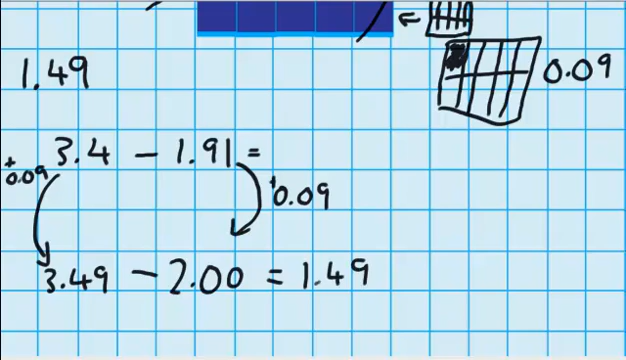 0.09
1.49
3.4 - 1.91 =
+0.09 +0.09
3.49 - 2.00 = 1.49